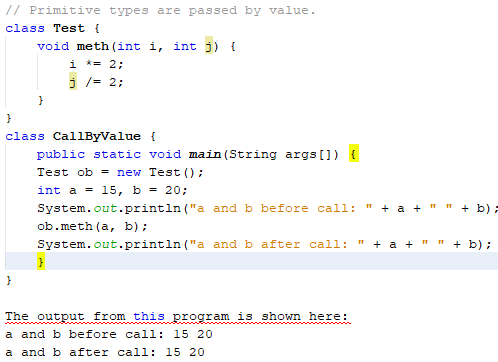 // Primitive types are passed by value.
class Test {
void meth(int i, int j) {
i *= 2;
j /= 2;
}
}
class CallByValue {
public static void main(String args[]) {
Test ob = new Test();
int a = 15, b = 20;
System.out.println("a and b before call: " + a + " " + b);
ob.meth(a, b);
System.out.println("a and b after call: " + a + " " + b);
}
}
The output from this program is shown here:
a and b before call: 15 20
a and b after call: 15 20